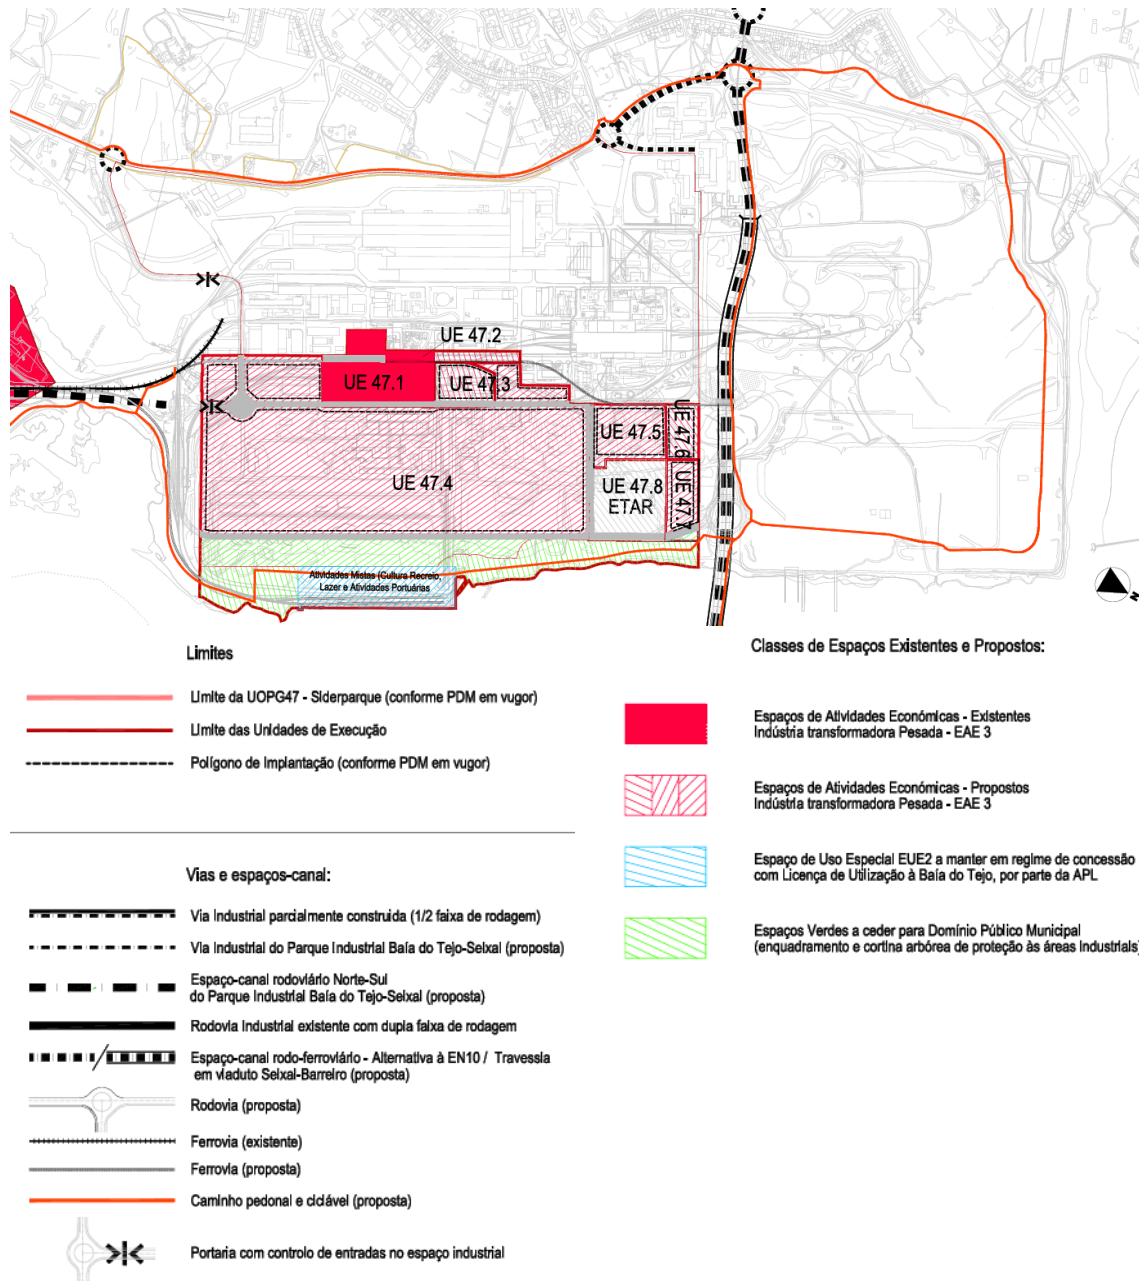 UE 47.2
UE 47.1
UE 47.3
UE 47.5
UE 47.6
UE 47.4
UE 47.8
ETAR
UE 47.7
Atividades Mistas (Cultura Recreio,
Lazer e Atividades Portuárias
N
Limites
Limite da UOPG47 - Siderparque (conforme PDM em vugor)
Limite das Unidades de Execução
Polígono de Implantação (conforme PDM em vugor)
Vias e espaços-canal:
Via Industrial parcialmente construida (1/2 faixa de rodagem)
Via Industrial do Parque Industrial Baía do Tejo-Seixal (proposta)
Espaço-canal rodoviário Norte-Sul
do Parque Industrial Baía do Tejo-Seixal (proposta)
Rodovia Industrial existente com dupla faixa de rodagem
Espaço-canal rodo-ferroviário - Alternativa à EN10 / Travessia
em viaduto Seixal-Barreiro (proposta)
Rodovia (proposta)
Ferrovia (existente)
Ferrovia (proposta)
Caminho pedonal e ciclável (proposta)
Portaria com controlo de entradas no espaço industrial
Classes de Espaços Existentes e Propostos:
Espaços de Atividades Económicas - Existentes
Indústria transformadora Pesada - EAE 3
Espaços de Atividades Económicas - Propostos
Indústria transformadora Pesada - EAE 3
Espaço de Uso Especial EUE2 a manter em regime de concessão
com Licença de Utilização à Baía do Tejo, por parte da APL
Espaços Verdes a ceder para Domínio Público Municipal
(enquadramento e cortina arbórea de proteção às áreas Industriais)